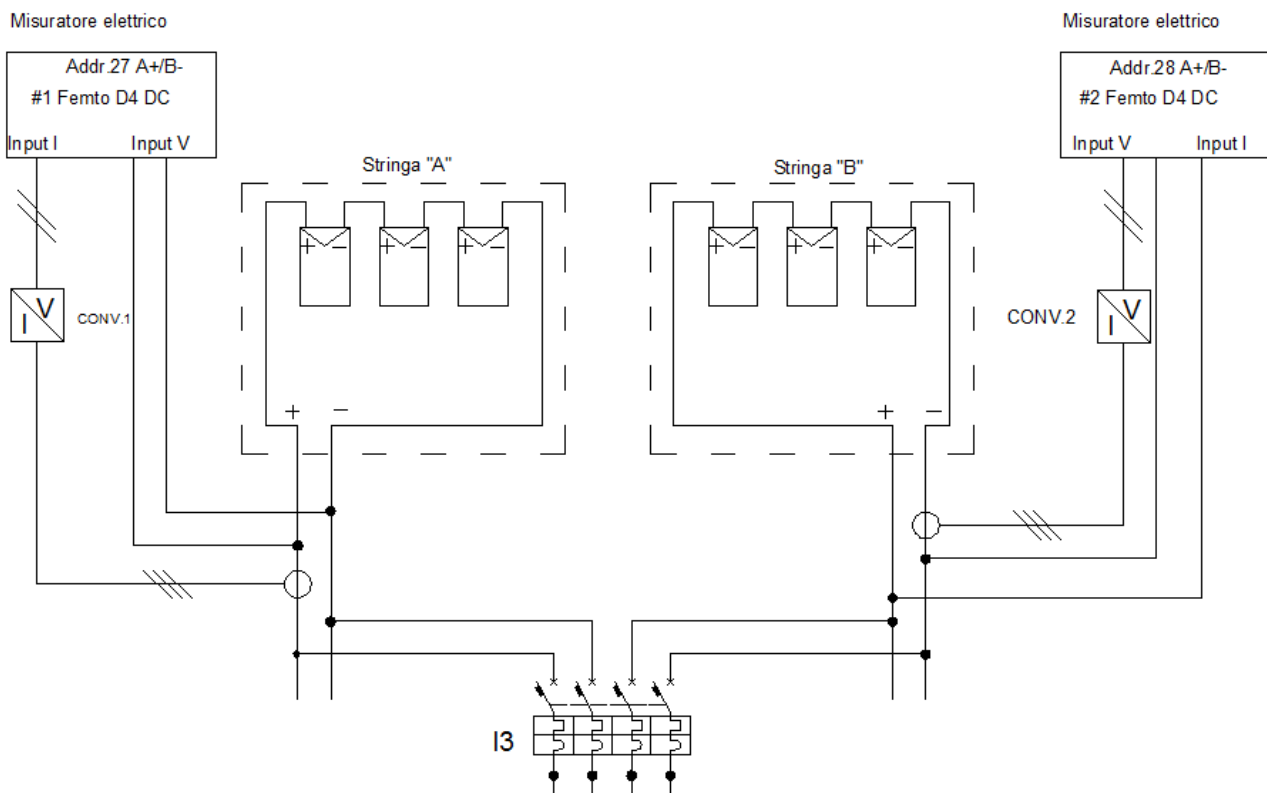 Misuratore elettrico
Misuratore elettrico
Addr.27 A+/B-
#1 Femto D4 DC
Input I
Input V
Addr.28 A+/B-
#2 Femto D4 DC
Input V
Input I
Stringa "A"
Stringa "B"
+ - + - + -
+ - + - + -
V
I
CONV.1
CONV.2
V
I
+ -
+ -
I3